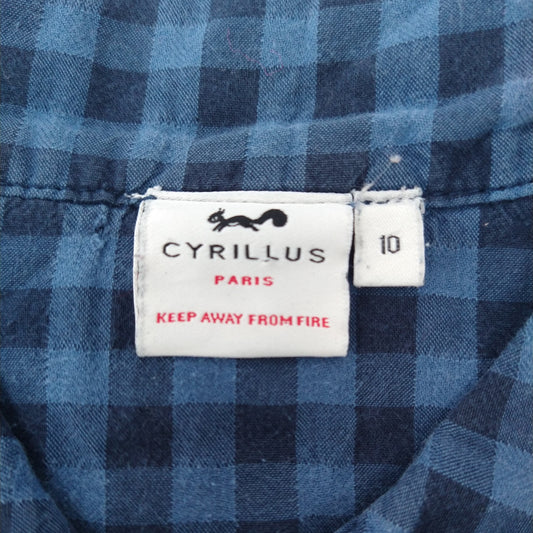 CYRILLUS
PARIS
KEEP AWAY FROM FIRE
10